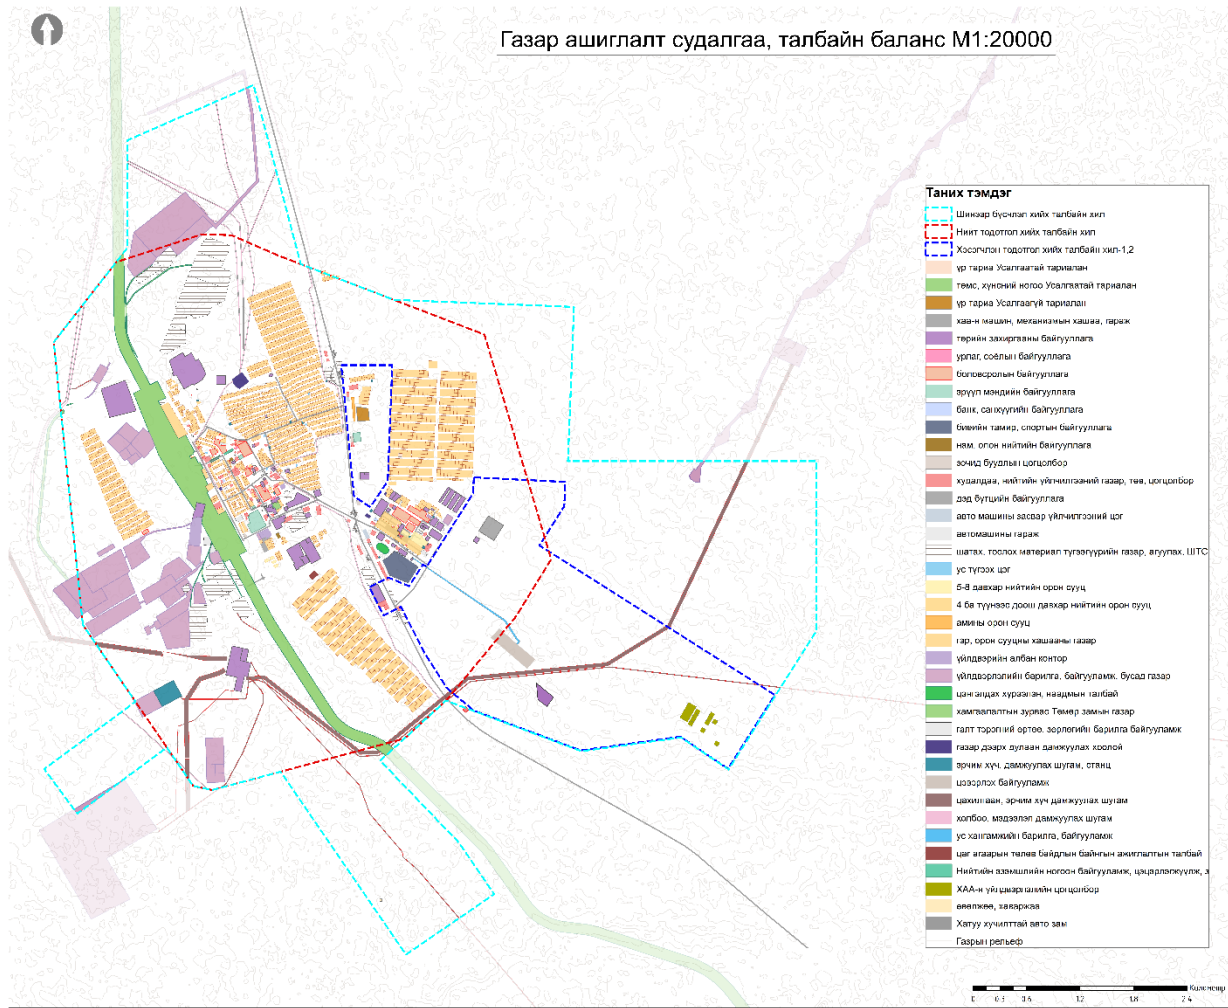 Газар ашиглалт судалгаа, талбайн баланс М1:20000
Таних тэмдэг
Шинээр бүсчлэл хийх талбайн хил
Нийт тодотгол хийх талбайн хил
Хэсэгчлэн тодотгол хийх талбайн хил-1,2
үр тариа Усалгаатай тариалан
төмс, хүнсний ногоо Усалгаатай тариалан
үр тариа Усалгаагүй тариалан
хаа-н машин, механизмын хашаа, гараж
төрийн захиргааны байгууллага
урлаг, соёлын байгууллага
боловсролын байгууллага
эрүүл мэндийн байгууллага
банк, санхүүгийн байгууллага
биеийн тамир, спортын байгууллага
нам, олон нийтийн байгууллага
зочид буудлын цогцолбор
худалдаа, нийтийн үйлчилгээний газар, төв, цогцолбор
дэд бүтцийн байгууллага
авто машины засвар үйлчилгээний цэг
автомашины гараж
шатах, тослох материал түгээгүүрийн газар, агуулах, ШТС
ус түгээх цэг
5-8 давхар нийтийн орон сууц
4 ба түүнээс доош давхар нийтийн орон сууц
амины орон сууц
гэр, орон сууцны хашааны газар
үйлдвэрийн албан контор
үйлдвэрлэлийн барилга, байгууламж, бусад газар
цэнгэлдэх хүрээлэн, наадмын талбай
хамгаалалтын зурвас Төмөр замын газар
галт тэрэгний өртөө, зөрлөгийн барилга байгууламж
газар дээрх дулаан дамжуулах хоолой
эрчим хүч, дамжуулах шугам, станц
цэвэрлэх байгууламж
цахилгаан, эрчим хүч дамжуулах шугам
холбоо, мэдээлэл дамжуулах шугам
ус хангамжийн барилга, байгууламж
цаг агаарын төлөв байдлын байнгын ажиглалтын талбай
Нийтийн эзэмшлийн ногоон байгууламж, цэцэрлэгжүүлж, з
ХАА-н үйлдвэрлэлийн цогцолбор
өвөлжөө, хаваржаа
Хатуу хучилттай авто зам
Газрын рельеф
Километр
0 0.3 0.6 1.2 1.8 2.4